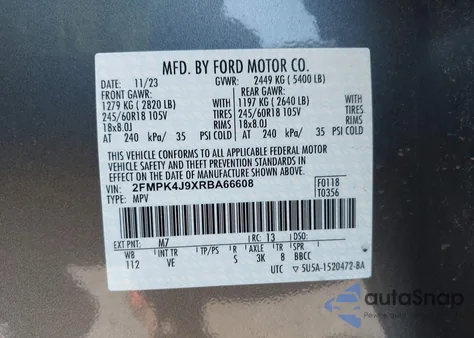 MFD. BY FORD MOTOR CO.
DATE: 11/23 GVWR: 2449 KG ( 5400 LB)
FRONT GAWR: REAR GAWR:
1279 KG ( 2820 LB) WITH 1197 KG ( 2640 LB) WITH
245/60R18 105V TIRES 245/60R18 105V TIRES
18x8.0J RIMS 18x8.0J RIMS
AT 240 kPa/ 35 PSI COLD AT 240 kPa/ 35 PSI COLD
THIS VEHICLE CONFORMS TO ALL APPLICABLE FEDERAL MOTOR
VEHICLE SAFETY AND THEFT PREVENTION STANDARDS IN
EFFECT ON THE DATE OF MANUFACTURE SHOWN ABOVE.
VIN: 2FMPK4J9XRBA66608 F0118
TYPE: MPV T0356
EXT PNT: M7 RC: 13 DSO:
WB INT TR TP/PS R AXLE TR SPR
112 VE S 3K 8 BBCC
UTC 5U5A-1520472-BA
autoSnap